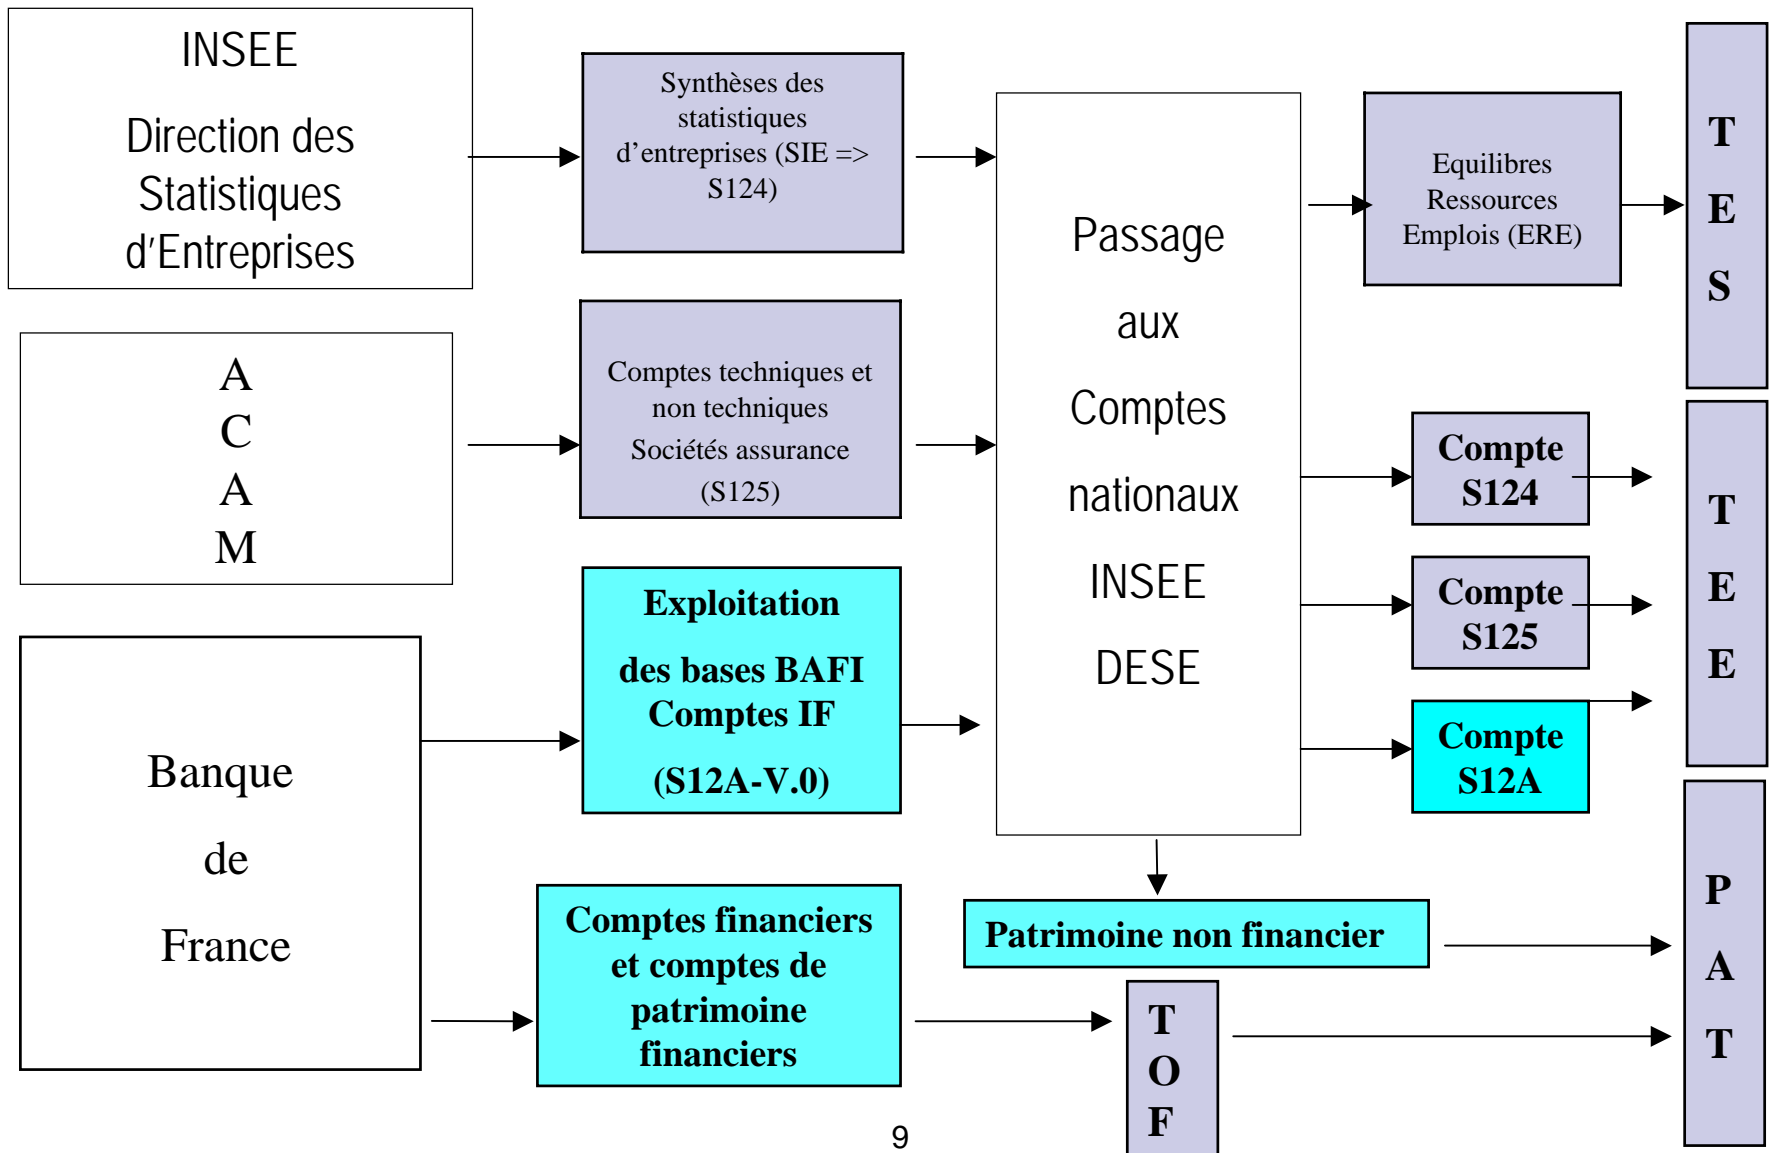 INSEE
Direction des
Statistiques
d'Entreprises
Synthèses des
statistiques
d'entreprises (SIE =>
S124)
Passage
aux
Comptes
nationaux
INSEE
DESE
Equilibres
Ressources
Emplois (ERE)
T
E
S
A
C
A
M
Comptes techniques et
non techniques
Sociétés assurance
(S125)
Compte
S124
Compte
S125
Compte
S12A
T
E
E
Banque
de
France
Exploitation
des bases BAFI
Comptes IF
(S12A-V.0)
Comptes financiers
et comptes de
patrimoine
financiers
Patrimoine non financier
T
O
F
P
A
T
9